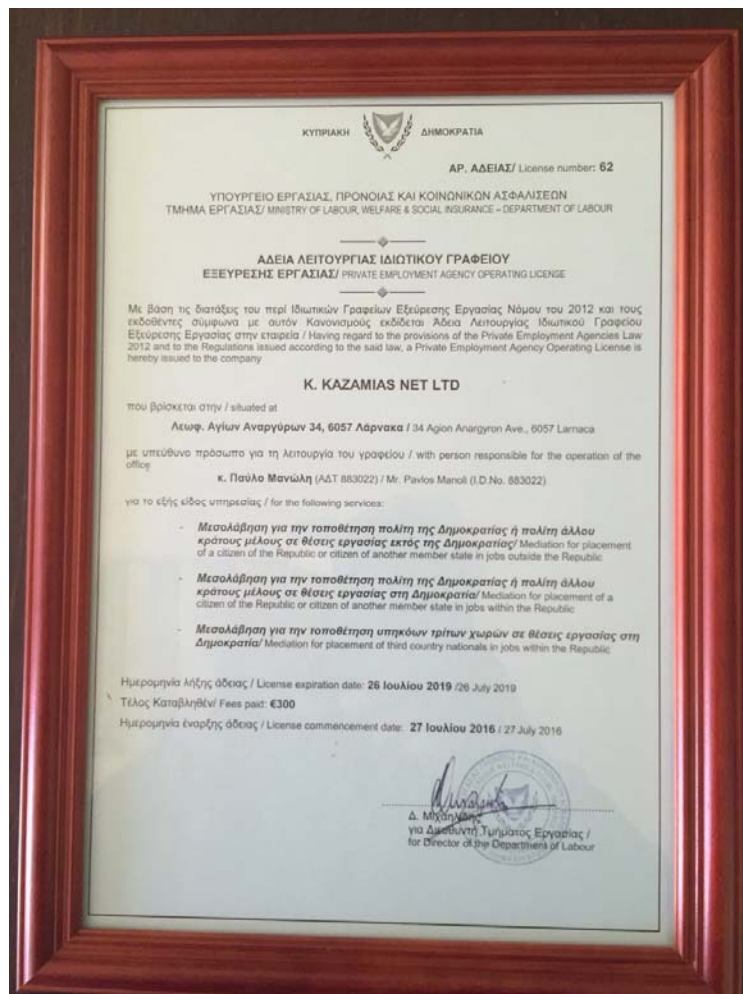 ΚΥΠΡΙΑΚΗ ΔΗΜΟΚΡΑΤΙΑ
ΑΡ. ΑΔΕΙΑΣ/ License number: 62
ΥΠΟΥΡΓΕΙΟ ΕΡΓΑΣΙΑΣ, ΠΡΟΝΟΙΑΣ ΚΑΙ ΚΟΙΝΩΝΙΚΩΝ ΑΣΦΑΛΙΣΕΩΝ
ΤΜΗΜΑ ΕΡΓΑΣΙΑΣ/ MINISTRY OF LABOUR, WELFARE & SOCIAL INSURANCE – DEPARTMENT OF LABOUR
ΑΔΕΙΑ ΛΕΙΤΟΥΡΓΙΑΣ ΙΔΙΩΤΙΚΟΥ ΓΡΑΦΕΙΟΥ
ΕΞΕΥΡΕΣΗΣ ΕΡΓΑΣΙΑΣ/ PRIVATE EMPLOYMENT AGENCY OPERATING LICENSE
Με βάση τις διατάξεις του περί Ιδιωτικών Γραφείων Εξεύρεσης Εργασίας Νόμου του 2012 και τους
εκδοθέντες σύμφωνα με αυτόν Κανονισμούς εκδίδεται Άδεια Λειτουργίας Ιδιωτικού Γραφείου
Εξεύρεσης Εργασίας στην εταιρεία / Having regard to the provisions of the Private Employment Agencies Law
2012 and to the Regulations issued according to the said law, a Private Employment Agency Operating License is
hereby issued to the company
K. KAZAMIAS NET LTD
που βρίσκεται στην / situated at
Λεωφ. Αγίων Αναργύρων 34, 6057 Λάρνακα / 34 Agion Anargyron Ave., 6057 Larnaca
με υπεύθυνο πρόσωπο για τη λειτουργία του γραφείου / with person responsible for the operation of the
office
κ. Παύλο Μανώλη (ΑΔΤ 883022) / Mr. Pavlos Manoli (I.D.No. 883022)
για το εξής είδος υπηρεσίας / for the following services:
- Μεσολάβηση για την τοποθέτηση πολίτη της Δημοκρατίας ή πολίτη άλλου
κράτους μέλους σε θέσεις εργασίας εκτός της Δημοκρατίας/ Mediation for placement
of a citizen of the Republic or citizen of another member state in jobs outside the Republic
- Μεσολάβηση για την τοποθέτηση πολίτη της Δημοκρατίας ή πολίτη άλλου
κράτους μέλους σε θέσεις εργασίας στη Δημοκρατία/ Mediation for placement of a
citizen of the Republic or citizen of another member state in jobs within the Republic
- Μεσολάβηση για την τοποθέτηση υπηκόων τρίτων χωρών σε θέσεις εργασίας στη
Δημοκρατία/ Mediation for placement of third country nationals in jobs within the Republic
Ημερομηνία λήξης άδειας / License expiration date: 26 Ιουλίου 2019 /26 July 2019
Τέλος Καταβληθέν/ Fees paid: €300
Ημερομηνία έναρξης άδειας / License commencement date: 27 Ιουλίου 2016 / 27 July 2016
Δ. Μιχαηλίδης
για Διευθυντή Τμήματος Εργασίας /
for Director of the Department of Labour